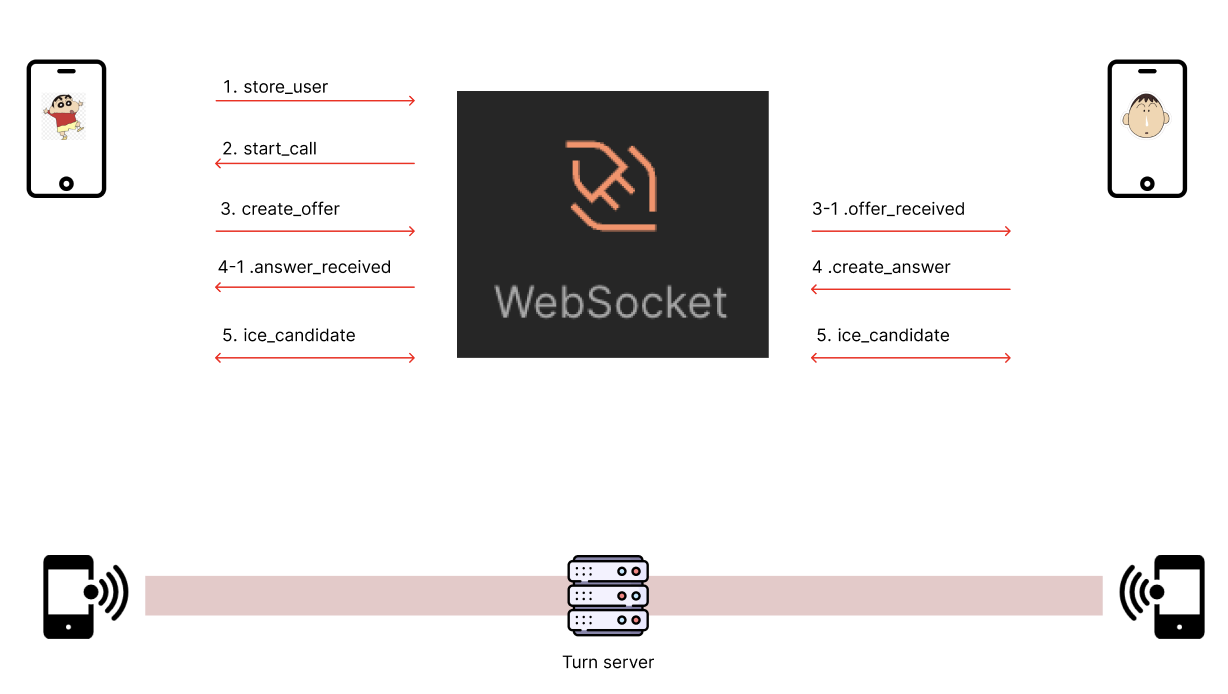 1. store_user
2. start_call
3. create_offer
3-1 .offer_received
4-1 .answer_received
4 .create_answer
5. ice_candidate
5. ice_candidate
WebSocket
Turn server